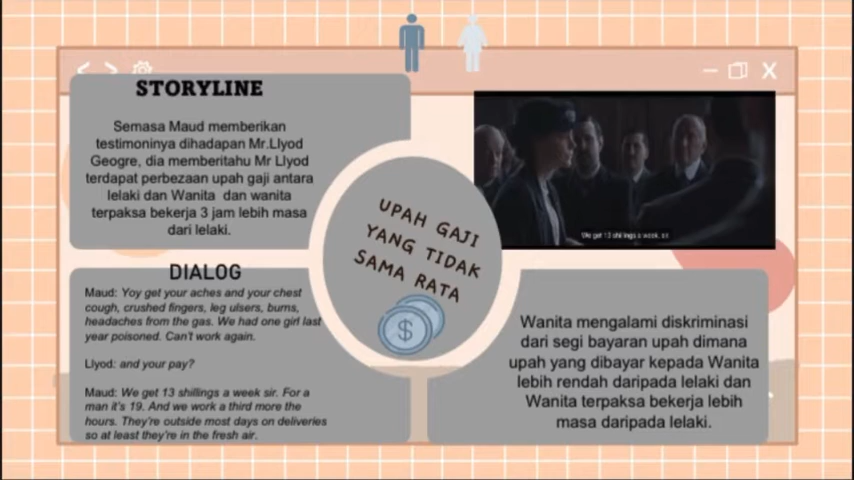 STORYLINE
Semasa Maud memberikan
testimoninya dihadapan Mr.Llyod
Geogre, dia memberitahu Mr Llyod
terdapat perbezaan upah gaji antara
lelaki dan Wanita dan wanita
terpaksa bekerja 3 jam lebih masa
dari lelaki.
DIALOG
Maud: Yoy get your aches and your chest
cough, crushed fingers, leg ulsers, burns,
headaches from the gas. We had one girl last
year poisoned. Can't work again.
Llyod: and your pay?
Maud: We get 13 shillings a week sir. For a
man it's 19. And we work a third more the
hours. They're outside most days on deliveries
so at least they're in the fresh air.
UPAH GAJI
YANG TIDAK
SAMA RATA
$
We get 13 shillings a week, sir.
Wanita mengalami diskriminasi
dari segi bayaran upah dimana
upah yang dibayar kepada Wanita
lebih rendah daripada lelaki dan
Wanita terpaksa bekerja lebih
masa daripada lelaki.